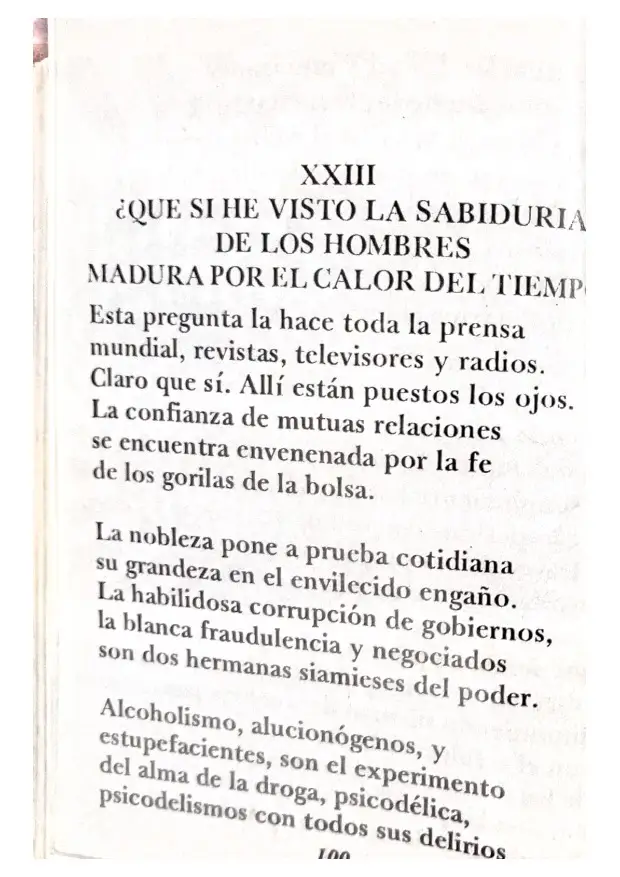 XXIII
¿QUE SI HE VISTO LA SABIDURIA
DE LOS HOMBRES
MADURA POR EL CALOR DEL TIEMP
Esta pregunta la hace toda la prensa
mundial, revistas, televisores y radios.
Claro que sí. Allí están puestos los ojos.
La confianza de mutuas relaciones
se encuentra envenenada por la fe
de los gorilas de la bolsa.
La nobleza pone a prueba cotidiana
su grandeza en el envilecido engaño.
La habilidosa corrupción de gobiernos,
la blanca fraudulencia y negociados
son dos hermanas siamieses del poder.
Alcoholismo, alucionógenos, y
estupefacientes, son el experimento
del alma de la droga, psicodélica,
psicodelismos con todos sus delirios